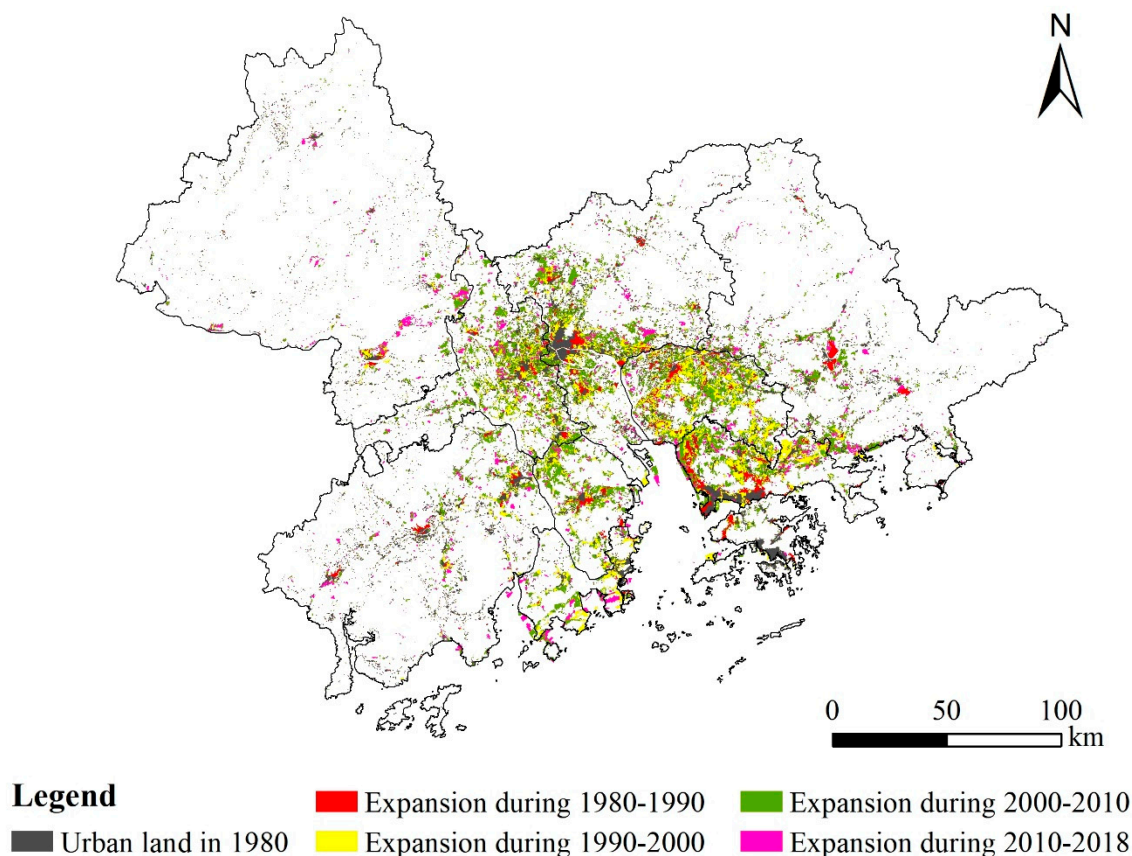 N
0 50 100
km
Legend
Expansion during 1980-1990 Expansion during 2000-2010
Urban land in 1980 Expansion during 1990-2000 Expansion during 2010-2018